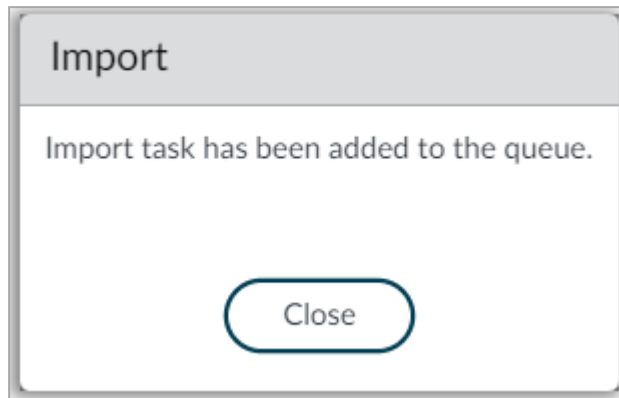 Import
Import task has been added to the queue.
Close